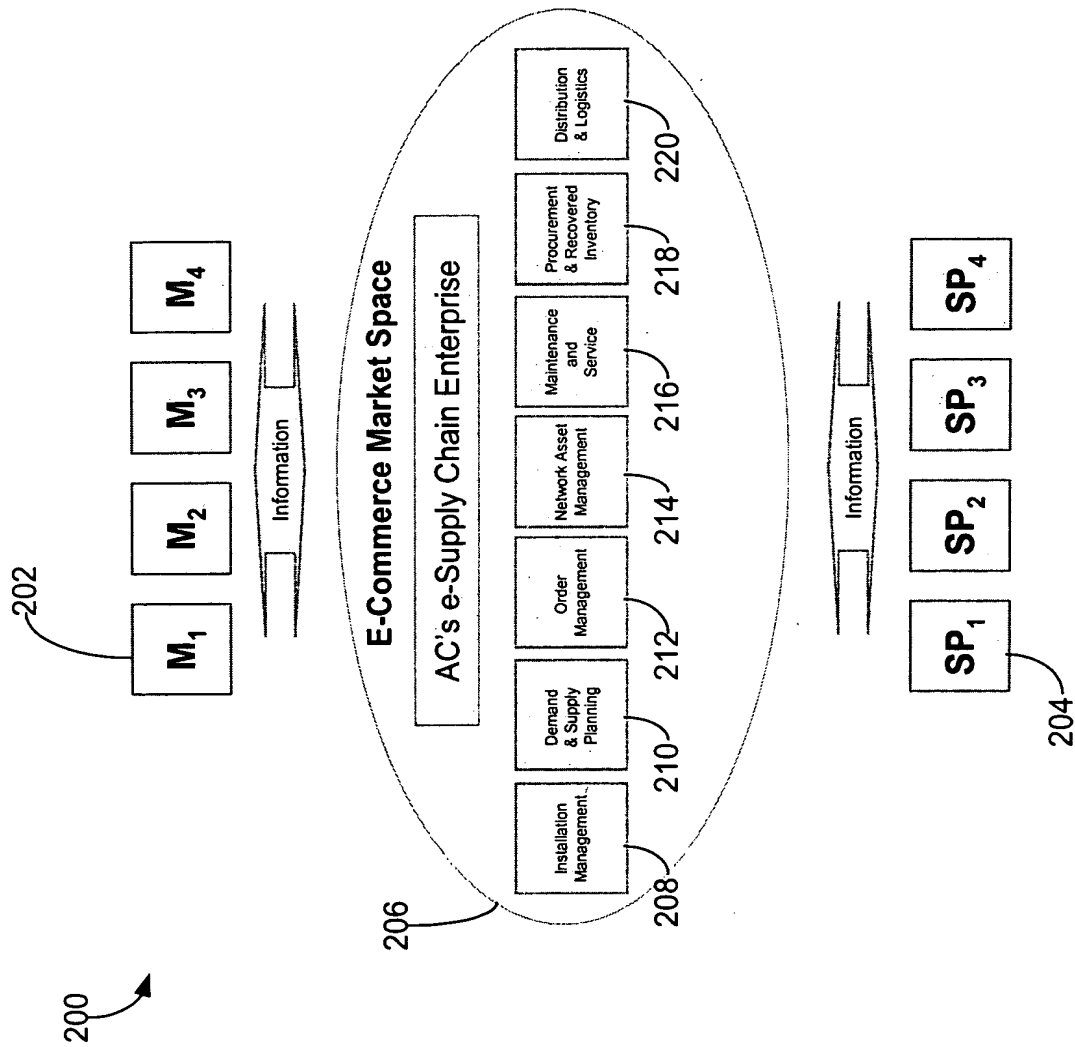 200
202
M1
M2
M3
M4
Information
206
E-Commerce Market Space
AC's e-Supply Chain Enterprise
Installation
Management
Demand
& Supply
Planning
Order
Management
Network Asset
Management
Maintenance
and
Service
Procurement
& Recovered
Inventory
Distribution
& Logistics
208
210
212
214
216
218
220
Information
SP1
SP2
SP3
SP4
204